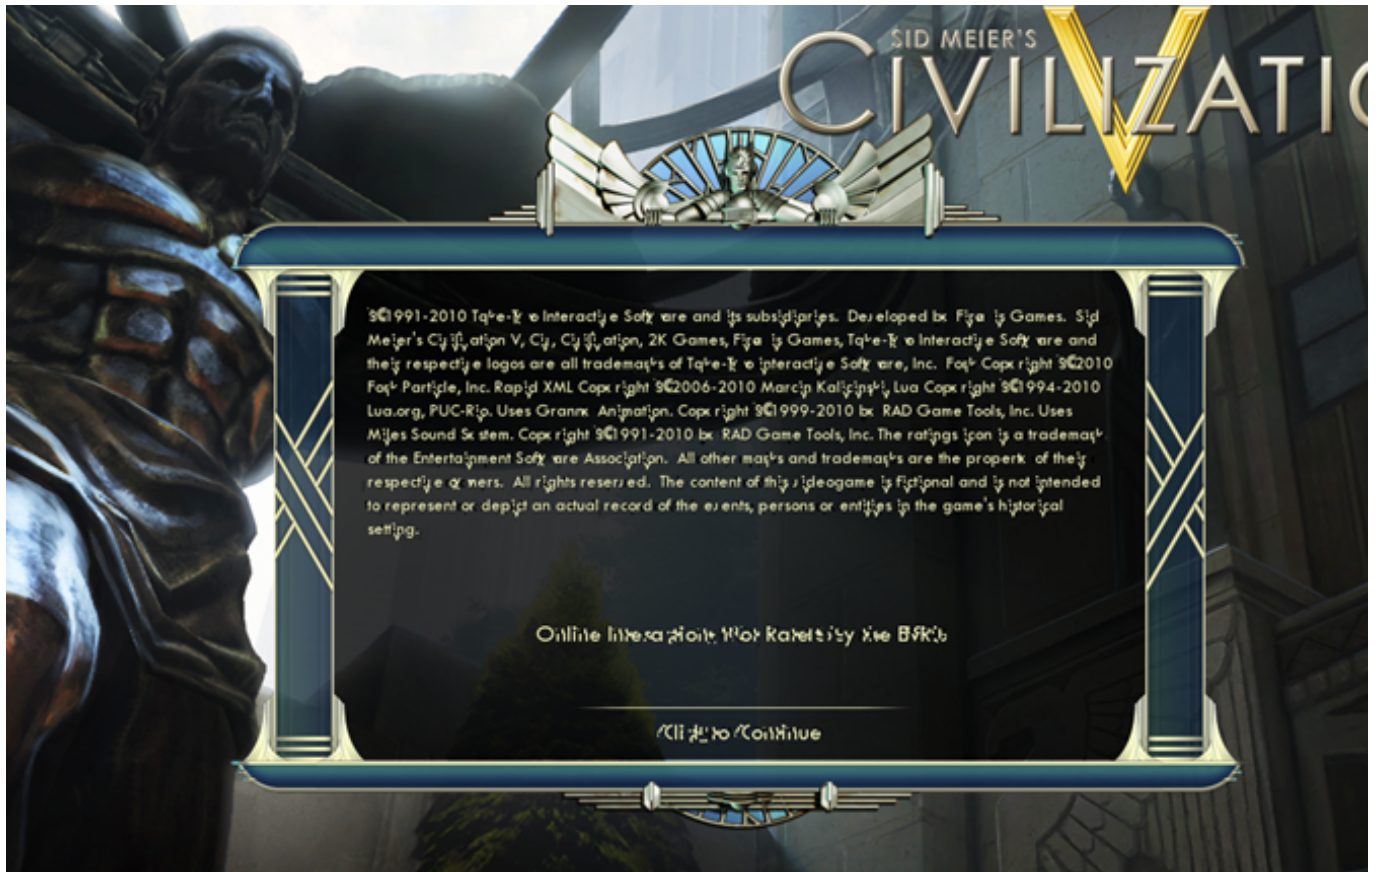 SID MEIER'S
CIVILIZATIO
V
©1991-2010 Take-Two Interactive Software and its subsidiaries. Developed by Firaxis Games. Sid
Meier's Civilization V, Civ, Civilization, 2K Games, Firaxis Games, Take-Two Interactive Software and
their respective logos are all trademarks of Take-Two interactive Software, Inc. Fork Copyright ©2010
Fork Particle, Inc. Rapid XML Copyright ©2006-2010 Marcin Kalicinski, Lua Copyright ©1994-2010
Lua.org, PUC-Rio. Uses Granny Animation. Copyright ©1999-2010 by RAD Game Tools, Inc. Uses
Miles Sound System. Copyright ©1991-2010 by RAD Game Tools, Inc. The ratings icon is a trademark
of the Entertainment Software Association. All other marks and trademarks are the property of their
respective owners. All rights reserved. The content of this videogame is fictional and is not intended
to represent or depict an actual record of the events, persons or entities in the game's historical
setting.
Online Interactions Not Rated by the ESRB
Click to Continue